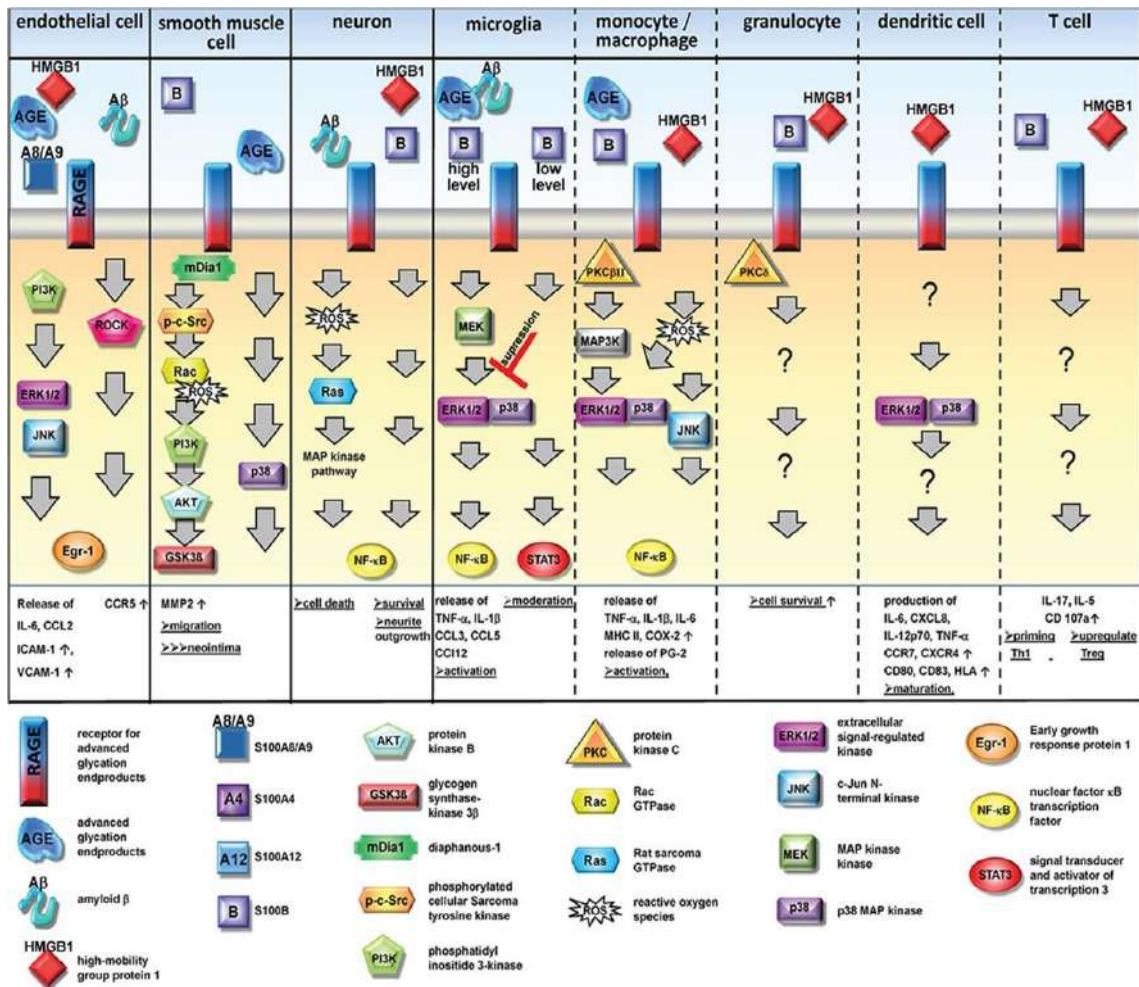 endothelial cell
smooth muscle
cell
neuron
microglia
monocyte /
macrophage
granulocyte
dendritic cell
T cell
HMGB1
AGE
Aβ
A8/A9
RAGE
PI3K
ROCK
ERK1/2
JNK
Egr-1
B
AGE
mDia1
p-c-Src
Rac
ROS
PI3K
AKT
GSK3ß
p38
HMGB1
Aβ
B
ROS
Ras
MAP kinase
pathway
NF-κB
AGE
Aβ
B
high
level
B
low
level
MEK
supression
ERK1/2
p38
NF-κB
STAT3
AGE
B
HMGB1
PKCβII
ROS
MAP3K
ERK1/2
p38
JNK
NF-κB
HMGB1
B
PKCδ
?
?
HMGB1
?
ERK1/2
p38
?
HMGB1
B
?
?
Release of
IL-6, CCL2
ICAM-1 ↑,
VCAM-1 ↑
CCR5 ↑
MMP2 ↑
➢migration
➢➢➢neointima
➢cell death
➢survival
➢neurite
outgrowth
release of
TNF-α, IL-1β
CCL3, CCL5
CCl12
➢activation
➢moderation
release of
TNF-α, IL-1β, IL-6
MHC II, COX-2 ↑
release of PG-2
➢activation,
➢cell survival ↑
production of
IL-6, CXCL8,
IL-12p70, TNF-α
CCR7, CXCR4 ↑
CD80, CD83, HLA ↑
➢maturation,
IL-17, IL-5
CD 107a↑
➢priming
Th1
➢upregulate
Treg
RAGE
receptor for
advanced
glycation
endproducts
AGE
advanced
glycation
endproducts
Aβ
amyloid β
HMGB1
high-mobility
group protein 1
A8/A9
S100A8/A9
A4
S100A4
A12
S100A12
B
S100B
AKT
protein
kinase B
GSK3ß
glycogen
synthase-
kinase 3β
mDia1
diaphanous-1
p-c-Src
phosphorylated
cellular Sarcoma
tyrosine kinase
PI3K
phosphatidyl
inositide 3-kinase
PKC
protein
kinase C
Rac
Rac
GTPase
Ras
Rat sarcoma
GTPase
ROS
reactive oxygen
species
ERK1/2
extracellular
signal-regulated
kinase
JNK
c-Jun N-
terminal kinase
MEK
MAP kinase
kinase
p38
p38 MAP kinase
Egr-1
Early growth
response protein 1
NF-κB
nuclear factor κB
transcription
factor
STAT3
signal transducer
and activator of
transcription 3